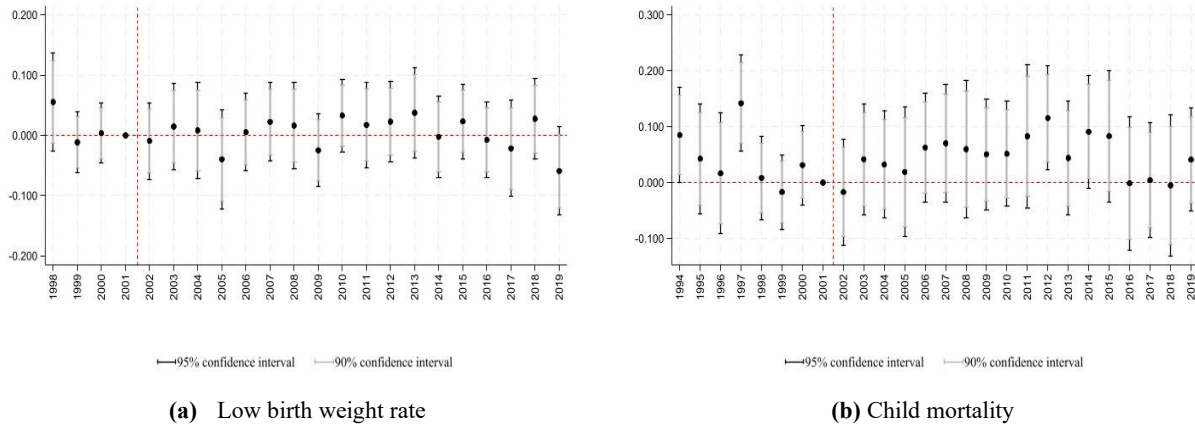 0.200
0.100
0.000
-0.100
-0.200
1998 1999 2000 2001 2002 2003 2004 2005 2006 2007 2008 2009 2010 2011 2012 2013 2014 2015 2016 2017 2018 2019
95% confidence interval 90% confidence interval
(a) Low birth weight rate
0.300
0.200
0.100
0.000
-0.100
1994 1995 1996 1997 1998 1999 2000 2001 2002 2003 2004 2005 2006 2007 2008 2009 2010 2011 2012 2013 2014 2015 2016 2017 2018 2019
95% confidence interval 90% confidence interval
(b) Child mortality